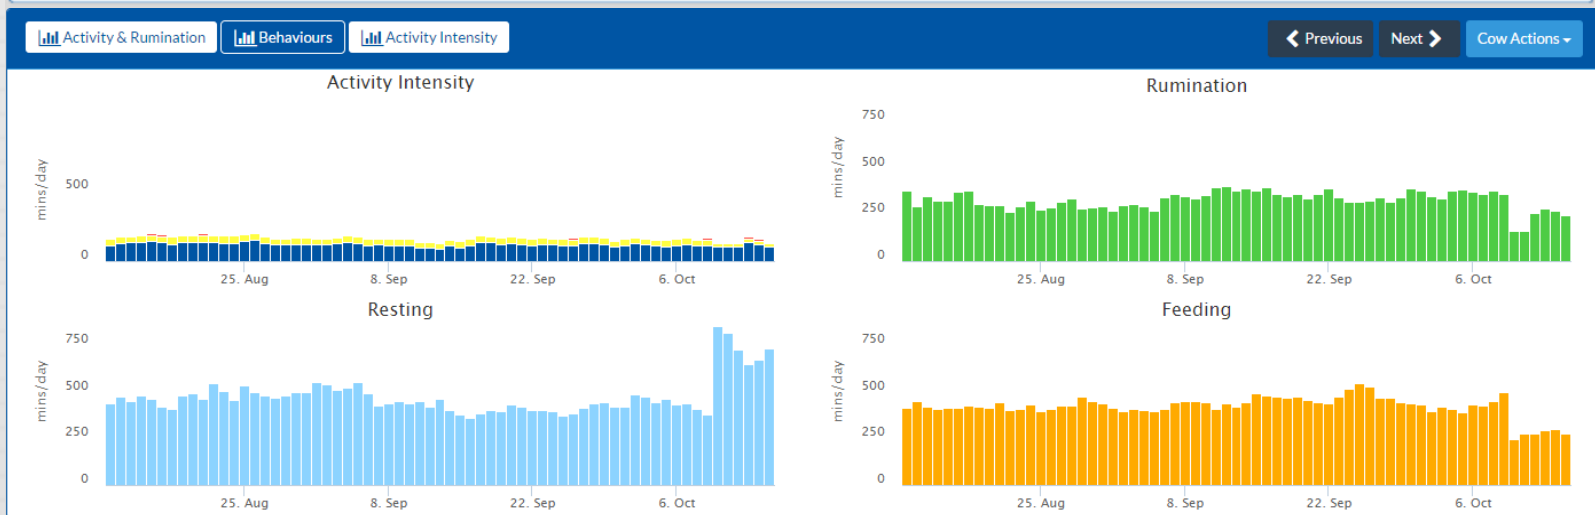 Activity & Rumination
Behaviours
Activity Intensity
Previous
Next
Cow Actions
Activity Intensity
mins/day
500
0
25. Aug
8. Sep
22. Sep
6. Oct
Rumination
mins/day
750
500
250
0
25. Aug
8. Sep
22. Sep
6. Oct
Resting
mins/day
750
500
250
0
25. Aug
8. Sep
22. Sep
6. Oct
Feeding
mins/day
750
500
250
0
25. Aug
8. Sep
22. Sep
6. Oct